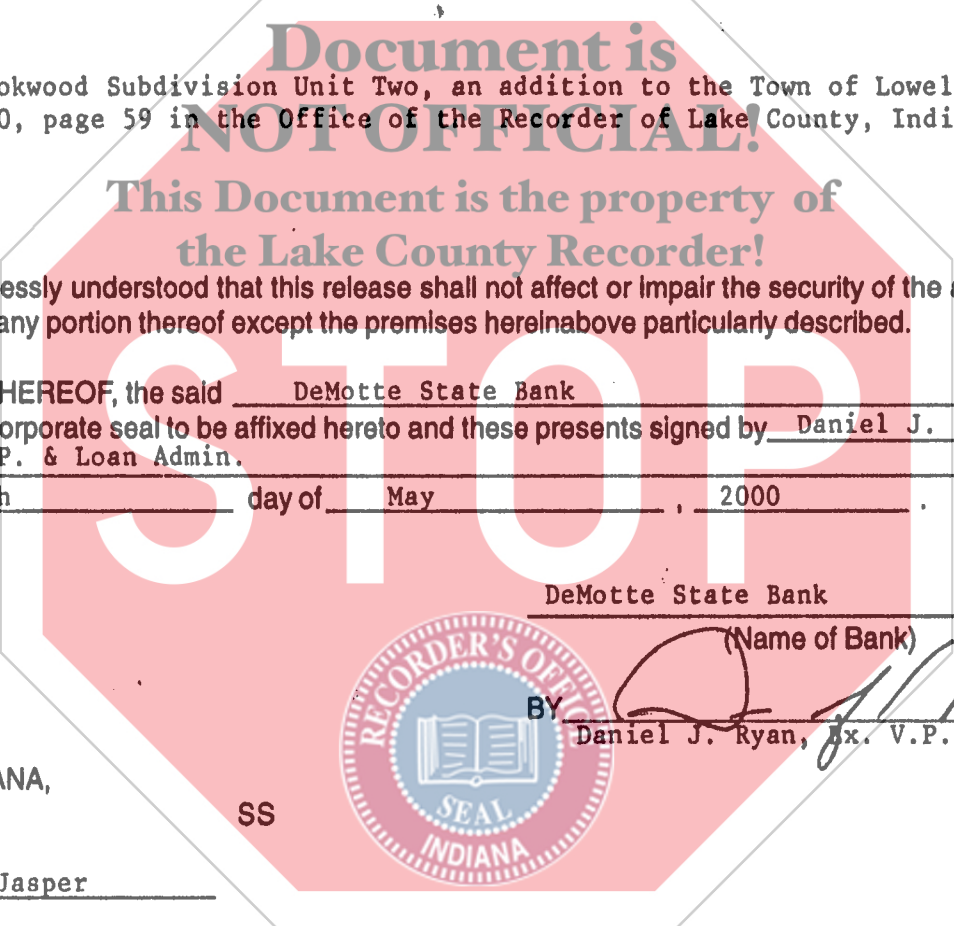 Document is
okwood Subdivision Unit Two, an addition to the Town of Lowel
0, page 59 in the Office of the Recorder of Lake County, Indi
NOT OFFICIAL!
This Document is the property of
the Lake County Recorder!
essly understood that this release shall not affect or impair the security of the a
any portion thereof except the premises hereinabove particularly described.
STOP
HEREOF, the said DeMotte State Bank
orporate seal to be affixed hereto and these presents signed by Daniel J.
P. & Loan Admin.
h day of May , 2000 .
DeMotte State Bank
(Name of Bank)
BY
Daniel J. Ryan, Ex. V.P.
RECORDER'S OFFICE
SEAL
INDIANA
ANA,
SS
Jasper